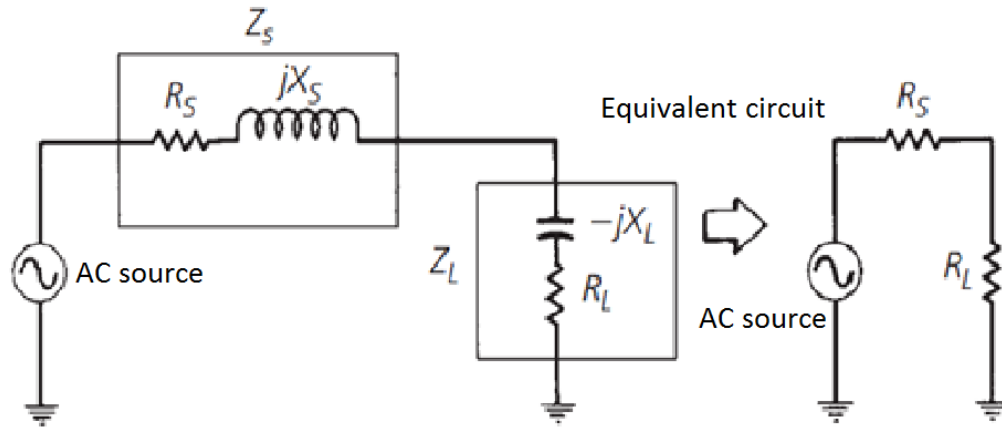 Z_S
R_S
jX_S
Equivalent circuit
R_S
-jX_L
Z_L
R_L
R_L
AC source
AC source